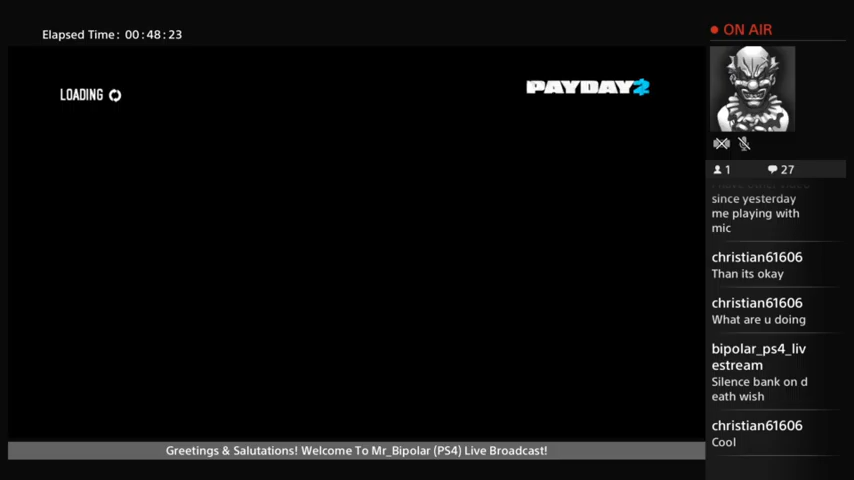 Elapsed Time: 00:48:23
ON AIR
LOADING
PAYDAY2
1 27
since yesterday
me playing with
mic
christian61606
Than its okay
christian61606
What are u doing
bipolar_ps4_liv
estream
Silence bank on d
eath wish
christian61606
Cool
Greetings & Salutations! Welcome To Mr_Bipolar (PS4) Live Broadcast!